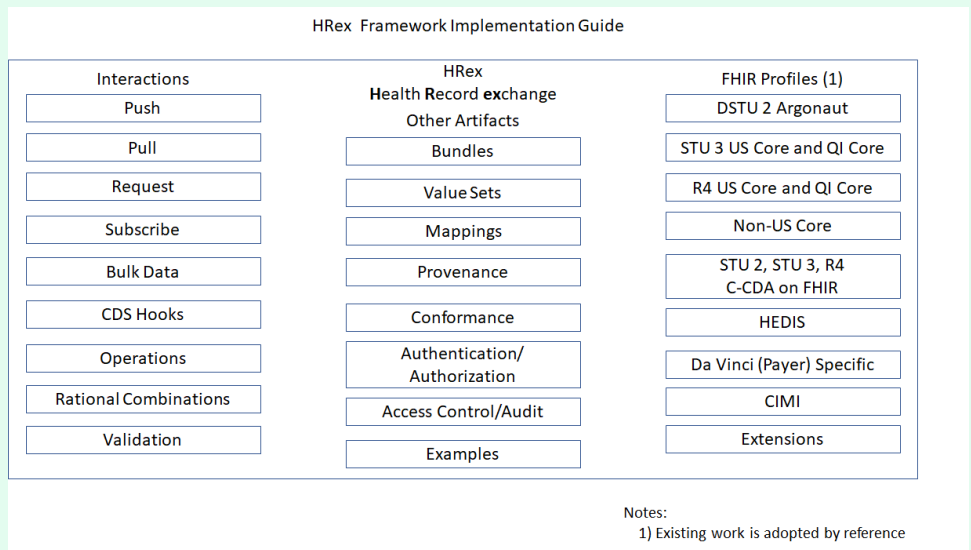 HRex Framework Implementation Guide
Interactions
Push
Pull
Request
Subscribe
Bulk Data
CDS Hooks
Operations
Rational Combinations
Validation
HRex
Health Record exchange
Other Artifacts
Bundles
Value Sets
Mappings
Provenance
Conformance
Authentication/
Authorization
Access Control/Audit
Examples
FHIR Profiles (1)
DSTU 2 Argonaut
STU 3 US Core and QI Core
R4 US Core and QI Core
Non-US Core
STU 2, STU 3, R4
C-CDA on FHIR
HEDIS
Da Vinci (Payer) Specific
CIMI
Extensions
Notes:
1) Existing work is adopted by reference